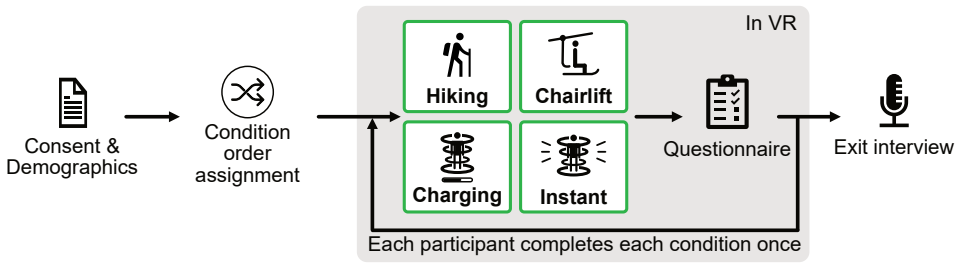 In VR
Hiking
Chairlift
Charging
Instant
Consent &
Demographics
Condition
order
assignment
Questionnaire
Exit interview
Each participant completes each condition once